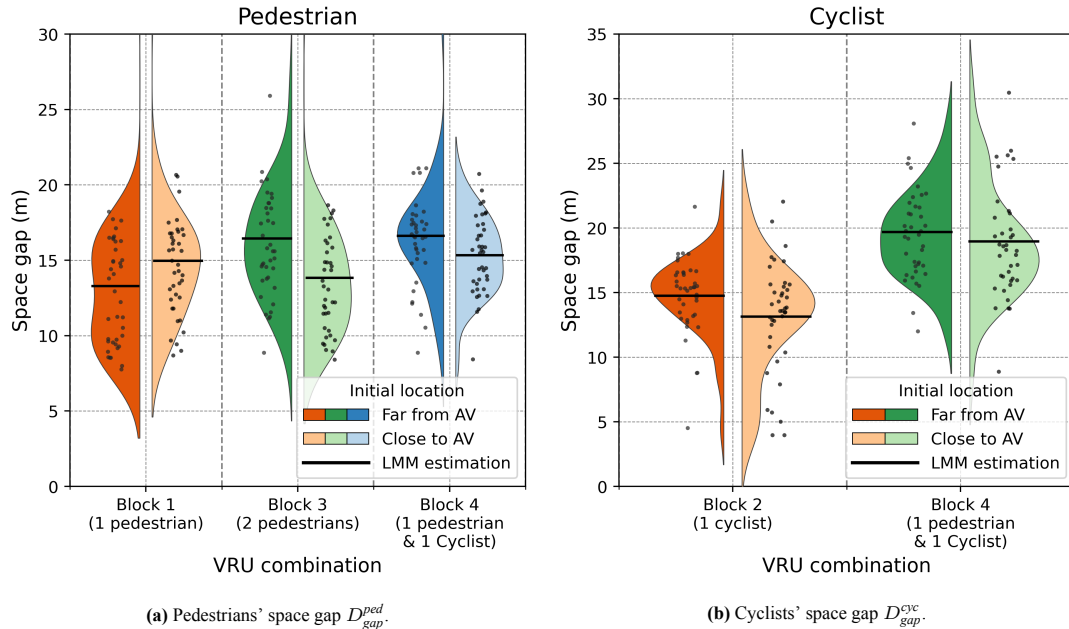 Pedestrian
30
25
20
15
10
5
0
Space gap (m)
Initial location
Far from AV
Close to AV
LMM estimation
Block 1
(1 pedestrian)
Block 3
(2 pedestrians)
Block 4
(1 pedestrian
& 1 Cyclist)
VRU combination
(a) Pedestrians' space gap D_{gap}^{ped}.
Cyclist
35
30
25
20
15
10
5
0
Space gap (m)
Initial location
Far from AV
Close to AV
LMM estimation
Block 2
(1 cyclist)
Block 4
(1 pedestrian
& 1 Cyclist)
VRU combination
(b) Cyclists' space gap D_{gap}^{cyc}.